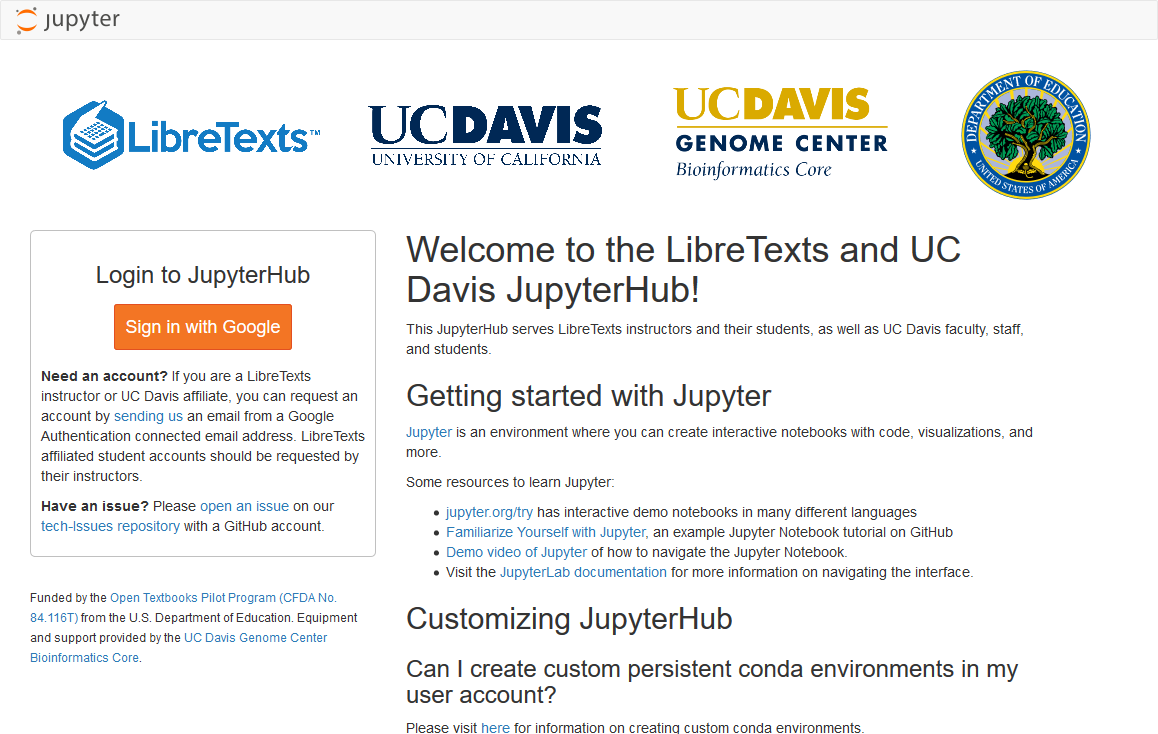 jupyter
LibreTexts™
UCDAVIS
UNIVERSITY OF CALIFORNIA
UCDAVIS
GENOME CENTER
Bioinformatics Core
DEPARTMENT OF EDUCATION
UNITED STATES OF AMERICA
Login to JupyterHub
Sign in with Google
Need an account? If you are a LibreTexts
instructor or UC Davis affiliate, you can request an
account by sending us an email from a Google
Authentication connected email address. LibreTexts
affiliated student accounts should be requested by
their instructors.
Have an issue? Please open an issue on our
tech-Issues repository with a GitHub account.
Funded by the Open Textbooks Pilot Program (CFDA No.
84.116T) from the U.S. Department of Education. Equipment
and support provided by the UC Davis Genome Center
Bioinformatics Core.
Welcome to the LibreTexts and UC
Davis JupyterHub!
This JupyterHub serves LibreTexts instructors and their students, as well as UC Davis faculty, staff,
and students.
Getting started with Jupyter
Jupyter is an environment where you can create interactive notebooks with code, visualizations, and
more.
Some resources to learn Jupyter:
• jupyter.org/try has interactive demo notebooks in many different languages
• Familiarize Yourself with Jupyter, an example Jupyter Notebook tutorial on GitHub
• Demo video of Jupyter of how to navigate the Jupyter Notebook.
• Visit the JupyterLab documentation for more information on navigating the interface.
Customizing JupyterHub
Can I create custom persistent conda environments in my
user account?
Please visit here for information on creating custom conda environments.